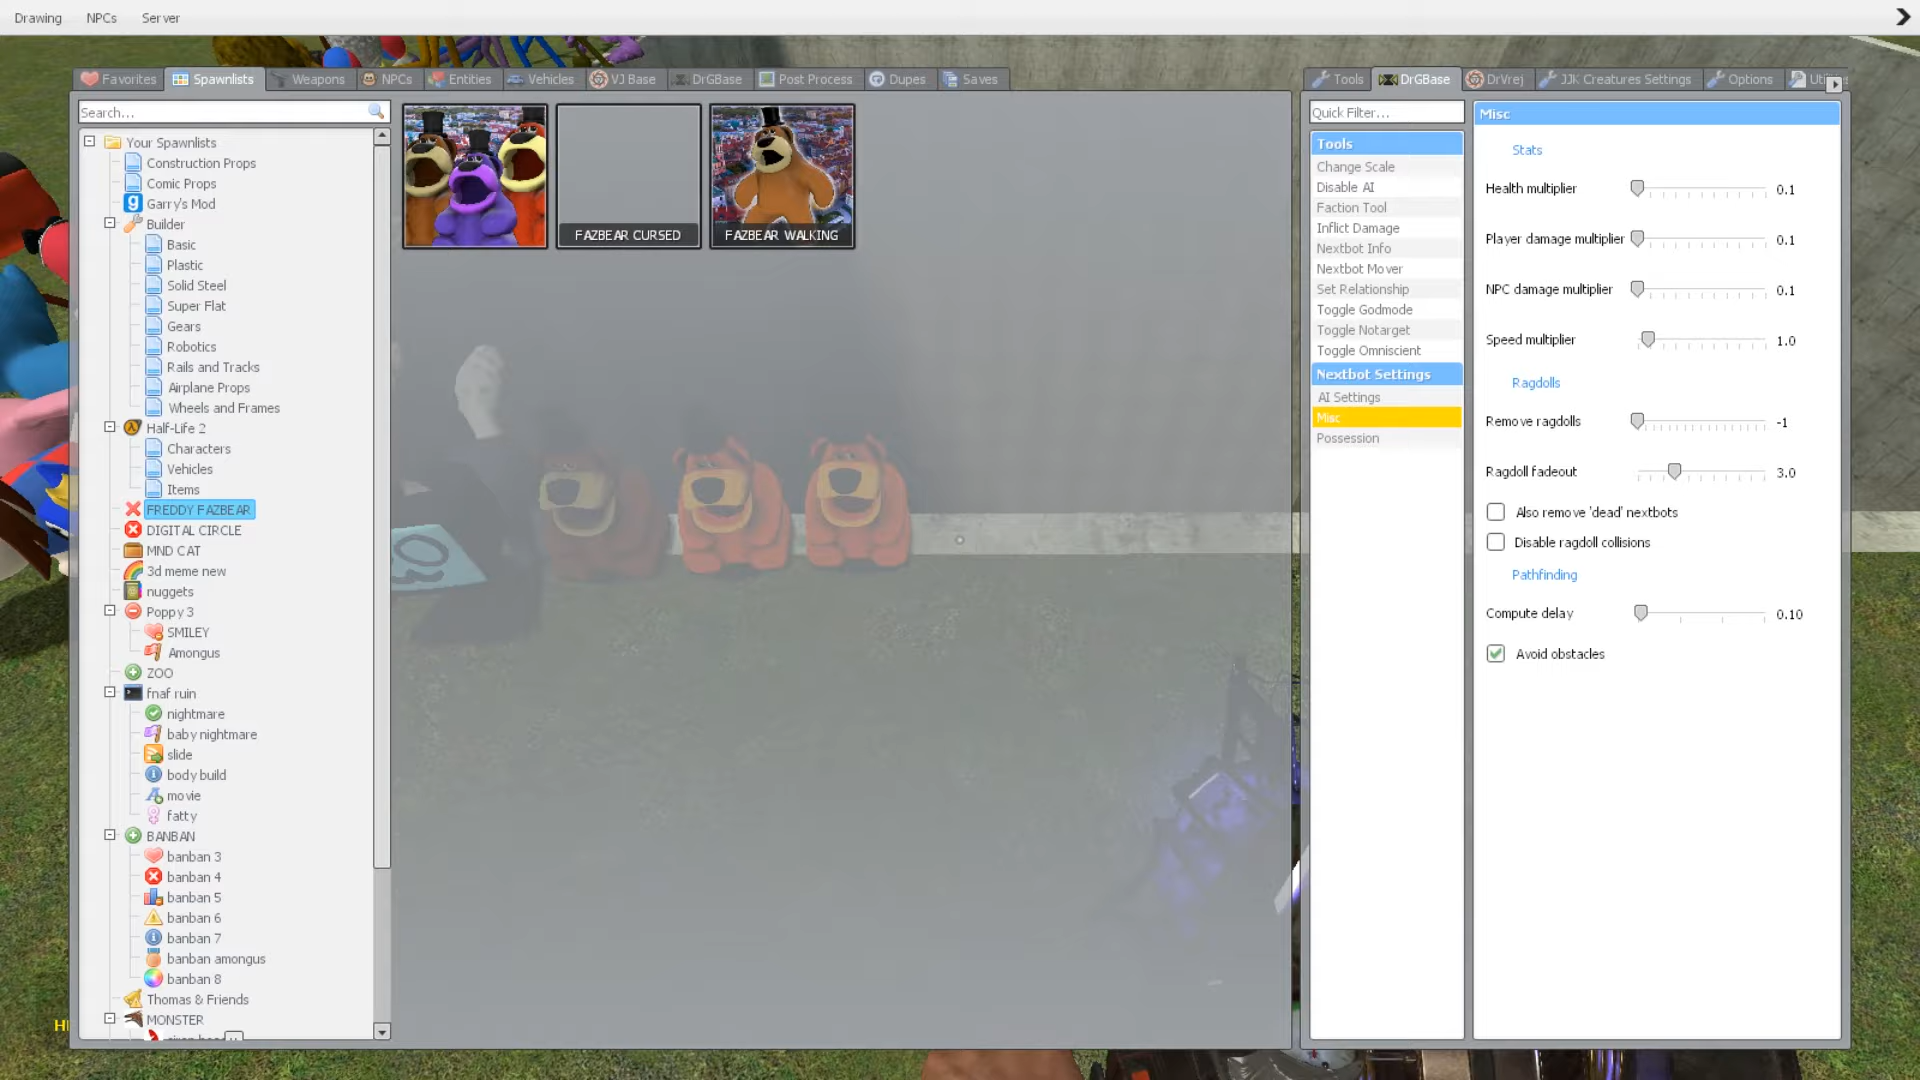 Drawing NPCs Server
Favorites Spawnlists Weapons NPCs Entities Vehicles VJ Base DrGBase Post Process Dupes Saves
Search...
Your Spawnlists
Construction Props
Comic Props
Garry's Mod
Builder
Basic
Plastic
Solid Steel
Super Flat
Gears
Robotics
Rails and Tracks
Airplane Props
Wheels and Frames
Half-Life 2
Characters
Vehicles
Items
FREDDY FAZBEAR
DIGITAL CIRCLE
MND CAT
3d meme new
nuggets
Poppy 3
SMILEY
Amongus
ZOO
fnaf ruin
nightmare
baby nightmare
slide
body build
movie
fatty
BANBAN
banban 3
banban 4
banban 5
banban 6
banban 7
banban amongus
banban 8
Thomas & Friends
MONSTER
FAZBEAR CURSED
FAZBEAR WALKING
Tools DrGBase DrVrej JJK Creatures Settings Options
Quick Filter...
Tools
Change Scale
Disable AI
Faction Tool
Inflict Damage
Nextbot Info
Nextbot Mover
Set Relationship
Toggle Godmode
Toggle Notarget
Toggle Omniscient
Nextbot Settings
AI Settings
Misc
Possession
Misc
Stats
Health multiplier 0.1
Player damage multiplier 0.1
NPC damage multiplier 0.1
Speed multiplier 1.0
Ragdolls
Remove ragdolls -1
Ragdoll fadeout 3.0
Also remove 'dead' nextbots
Disable ragdoll collisions
Pathfinding
Compute delay 0.10
Avoid obstacles